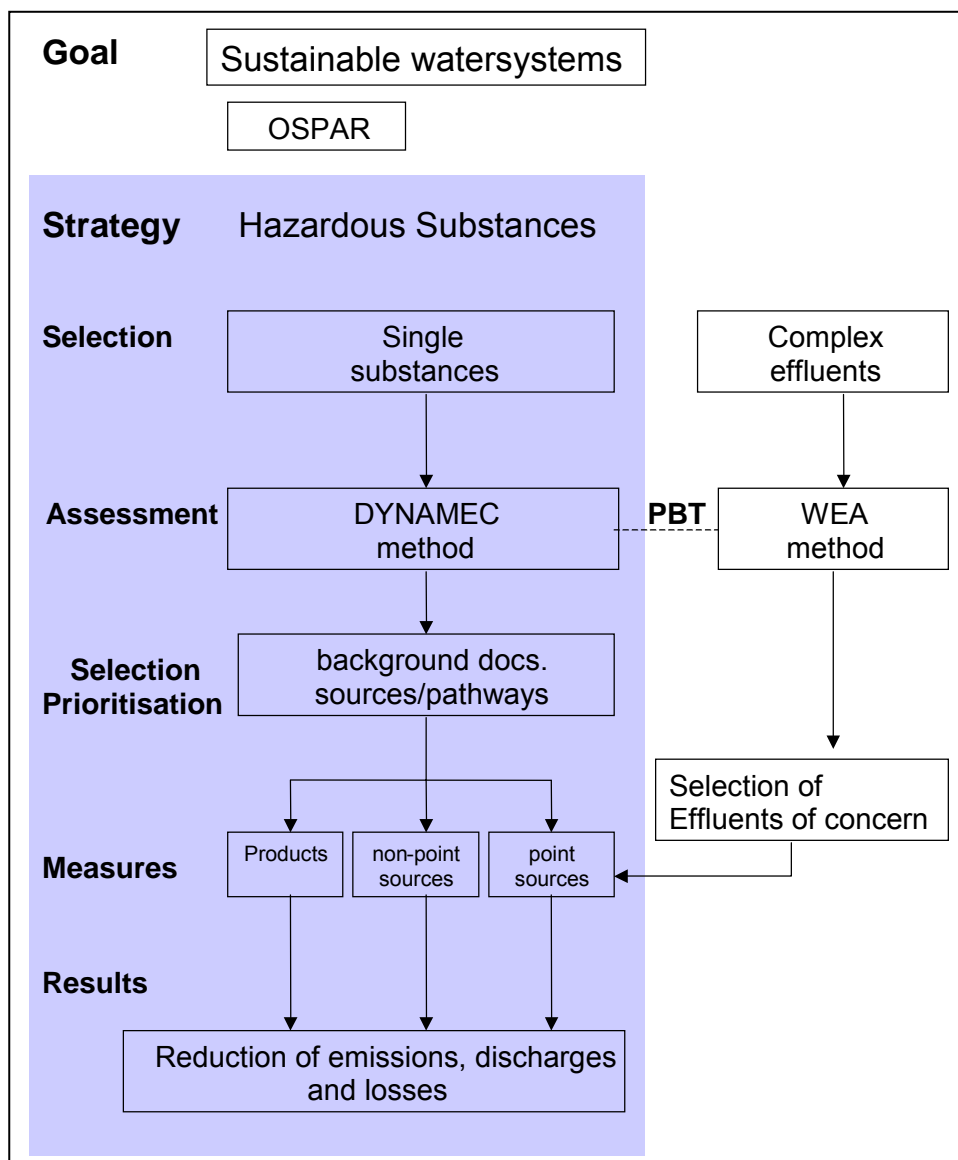 Goal
Sustainable watersystems
OSPAR
Strategy
Hazardous Substances
Selection
Single
substances
Complex
effluents
Assessment
DYNAMEC
method
PBT
WEA
method
Selection
Prioritisation
background docs.
sources/pathways
Selection of
Effluents of concern
Measures
Products
non-point
sources
point
sources
Results
Reduction of emissions, discharges
and losses